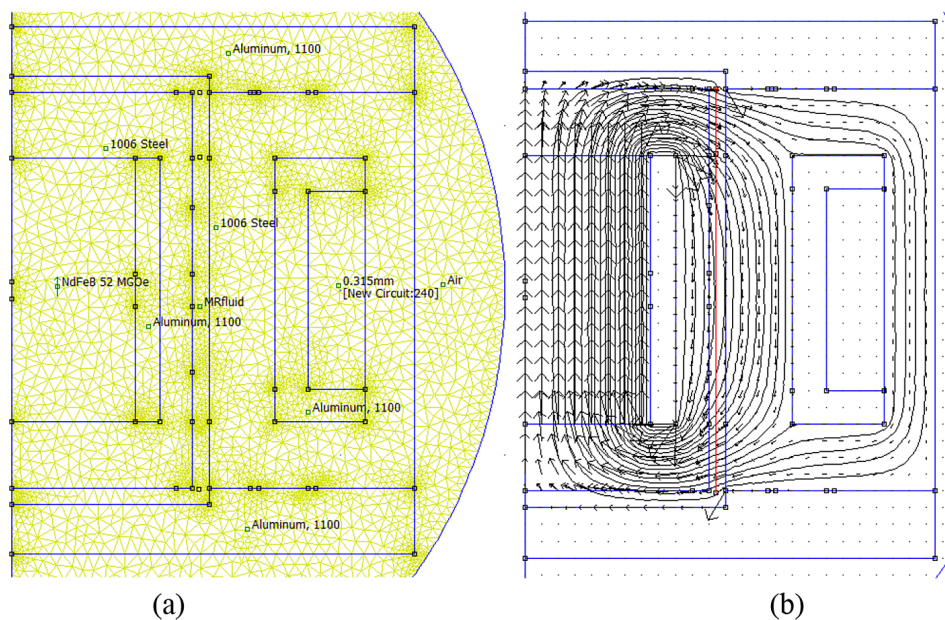 Aluminum, 1100
1006 Steel
1006 Steel
NdFeB 52 MGOe
0.315mm
[New Circuit:240]
Air
MRfluid
Aluminum, 1100
Aluminum, 1100
Aluminum, 1100
(a)
(b)